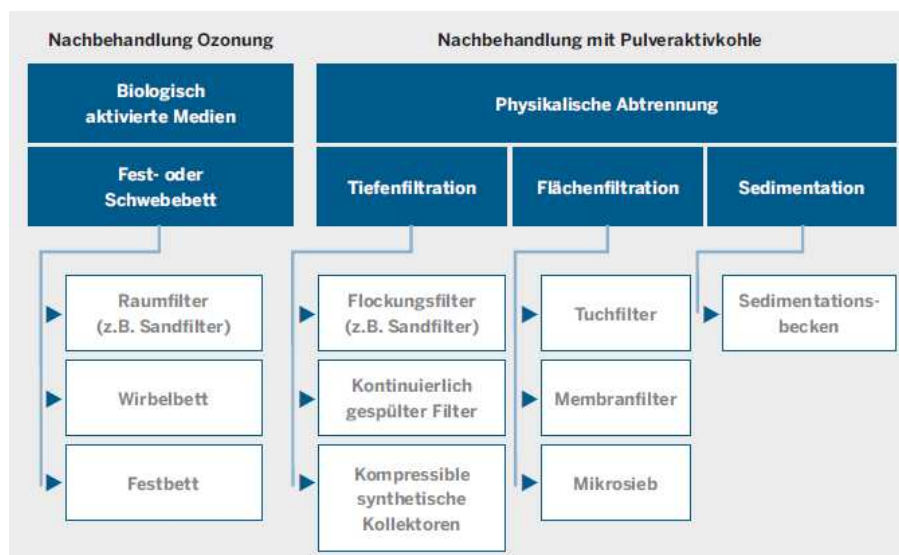 Nachbehandlung Ozonung
Nachbehandlung mit Pulveraktivkohle
Biologisch
aktivierte Medien
Physikalische Abtrennung
Fest- oder
Schwebebett
Tiefenfiltration
Flächenfiltration
Sedimentation
Raumfilter
(z.B. Sandfilter)
Wirbelbett
Festbett
Flockungsfilter
(z.B. Sandfilter)
Kontinuierlich
gespülter Filter
Kompressible
synthetische
Kollektoren
Tuchfilter
Membranfilter
Mikrosieb
Sedimentations-
becken